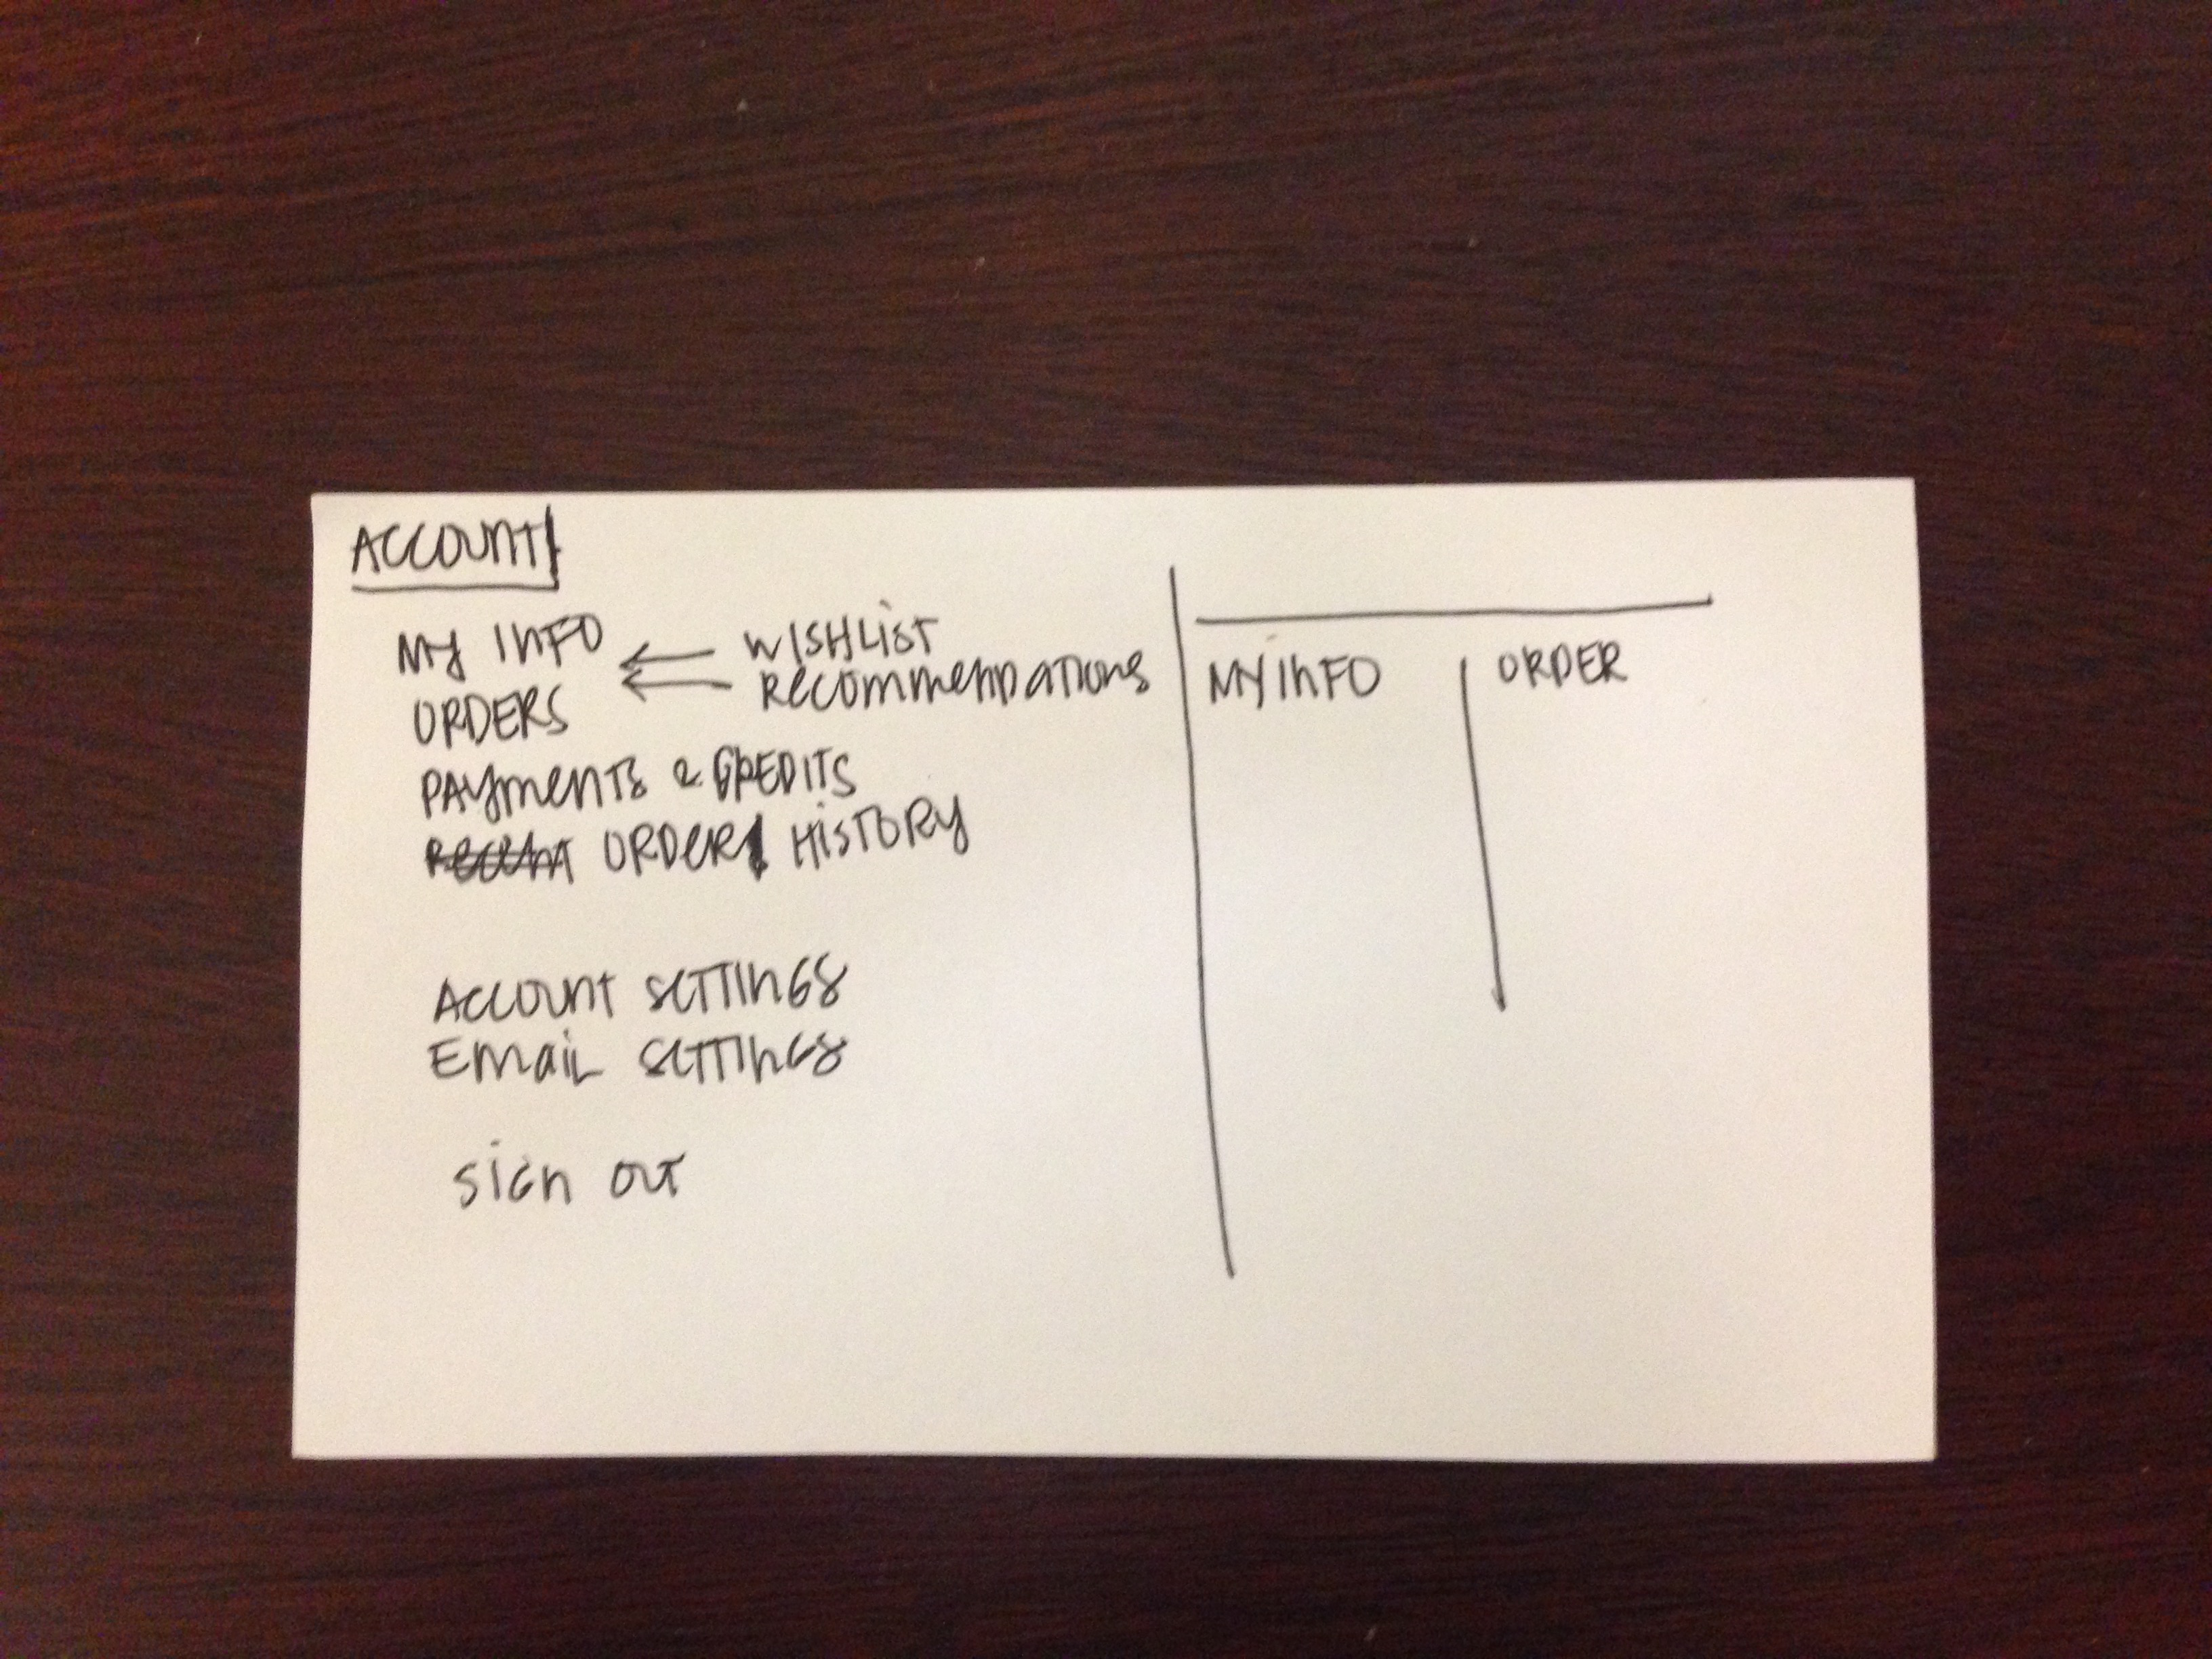 ACCOUNT
MY INFO
WISHLIST
RECOMMENDATIONS
ORDERS
PAYMENTS & CREDITS
RECENT ORDER HISTORY
ACCOUNT SETTINGS
EMAIL SETTINGS
SIGN OUT
MY INFO
ORDER